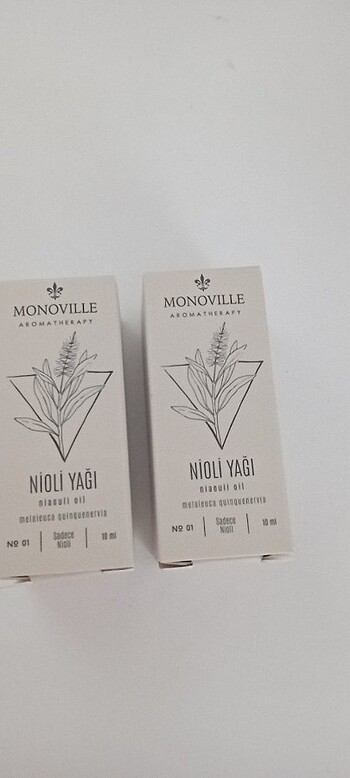 MONOVILLE
AROMATHERAPY
NİOLİ YAĞI
niaouli oil
melaleuca quinquenervia
№ 01 | Sadece Nioli | 10 ml
MONOVILLE
AROMATHERAPY
NİOLİ YAĞI
niaouli oil
melaleuca quinquenervia
№ 01 | Sadece Nioli | 10 ml